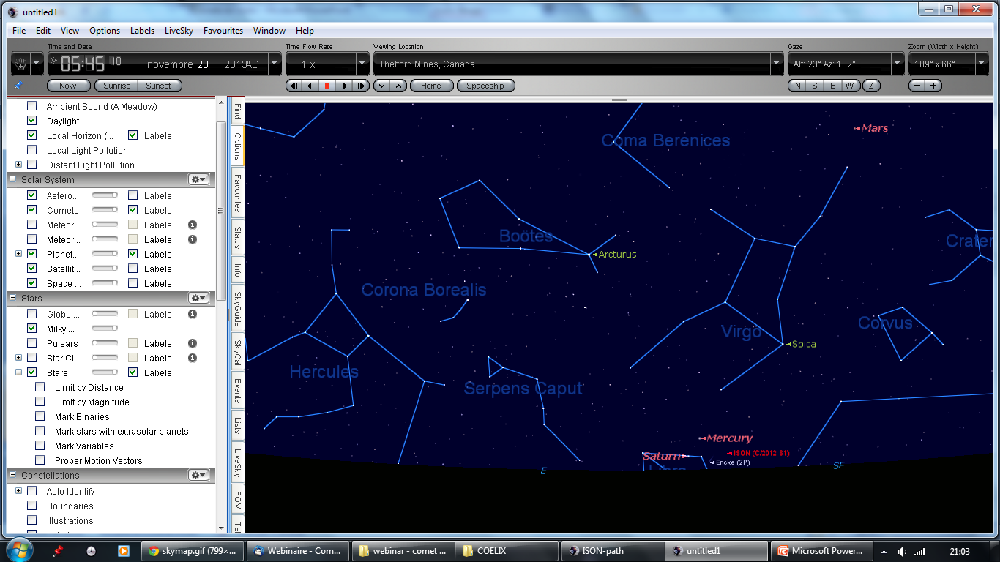 untitled1
File Edit View Options Labels LiveSky Favourites Window Help
Time and Date Time Flow Rate Viewing Location Gaze Zoom (Width x Height)
05:45 18 novembre 23 2013AD 1 x Thetford Mines, Canada Alt: 23° Az: 102° 109° x 66°
Now Sunrise Sunset Home Spaceship N S E W Z
Ambient Sound (A Meadow)
Daylight
Local Horizon (... Labels
Local Light Pollution
Distant Light Pollution
Solar System
Astero... Labels
Comets Labels
Meteor... Labels
Meteor... Labels
Planet... Labels
Satellit... Labels
Space ... Labels
Stars
Globul... Labels
Milky ...
Pulsars Labels
Star Cl... Labels
Stars Labels
Limit by Distance
Limit by Magnitude
Mark Binaries
Mark stars with extrasolar planets
Mark Variables
Proper Motion Vectors
Constellations
Auto Identify
Boundaries
Illustrations
Find
Options
Favourites
Status
Info
SkyGuide
SkyCal
Events
Lists
LiveSky
FOV
Mars
Coma Berenices
Boötes
Crater
Arcturus
Corona Borealis
Virgo
Corvus
Spica
Hercules
Serpens Caput
Mercury
Saturn
ISON (C/2012 S1)
Encke (2P)
Libra
E
SE
skymap.gif (799×... Webinaire - Com... webinar - comet ... COELIX ISON-path untitled1 Microsoft Power... 21:03